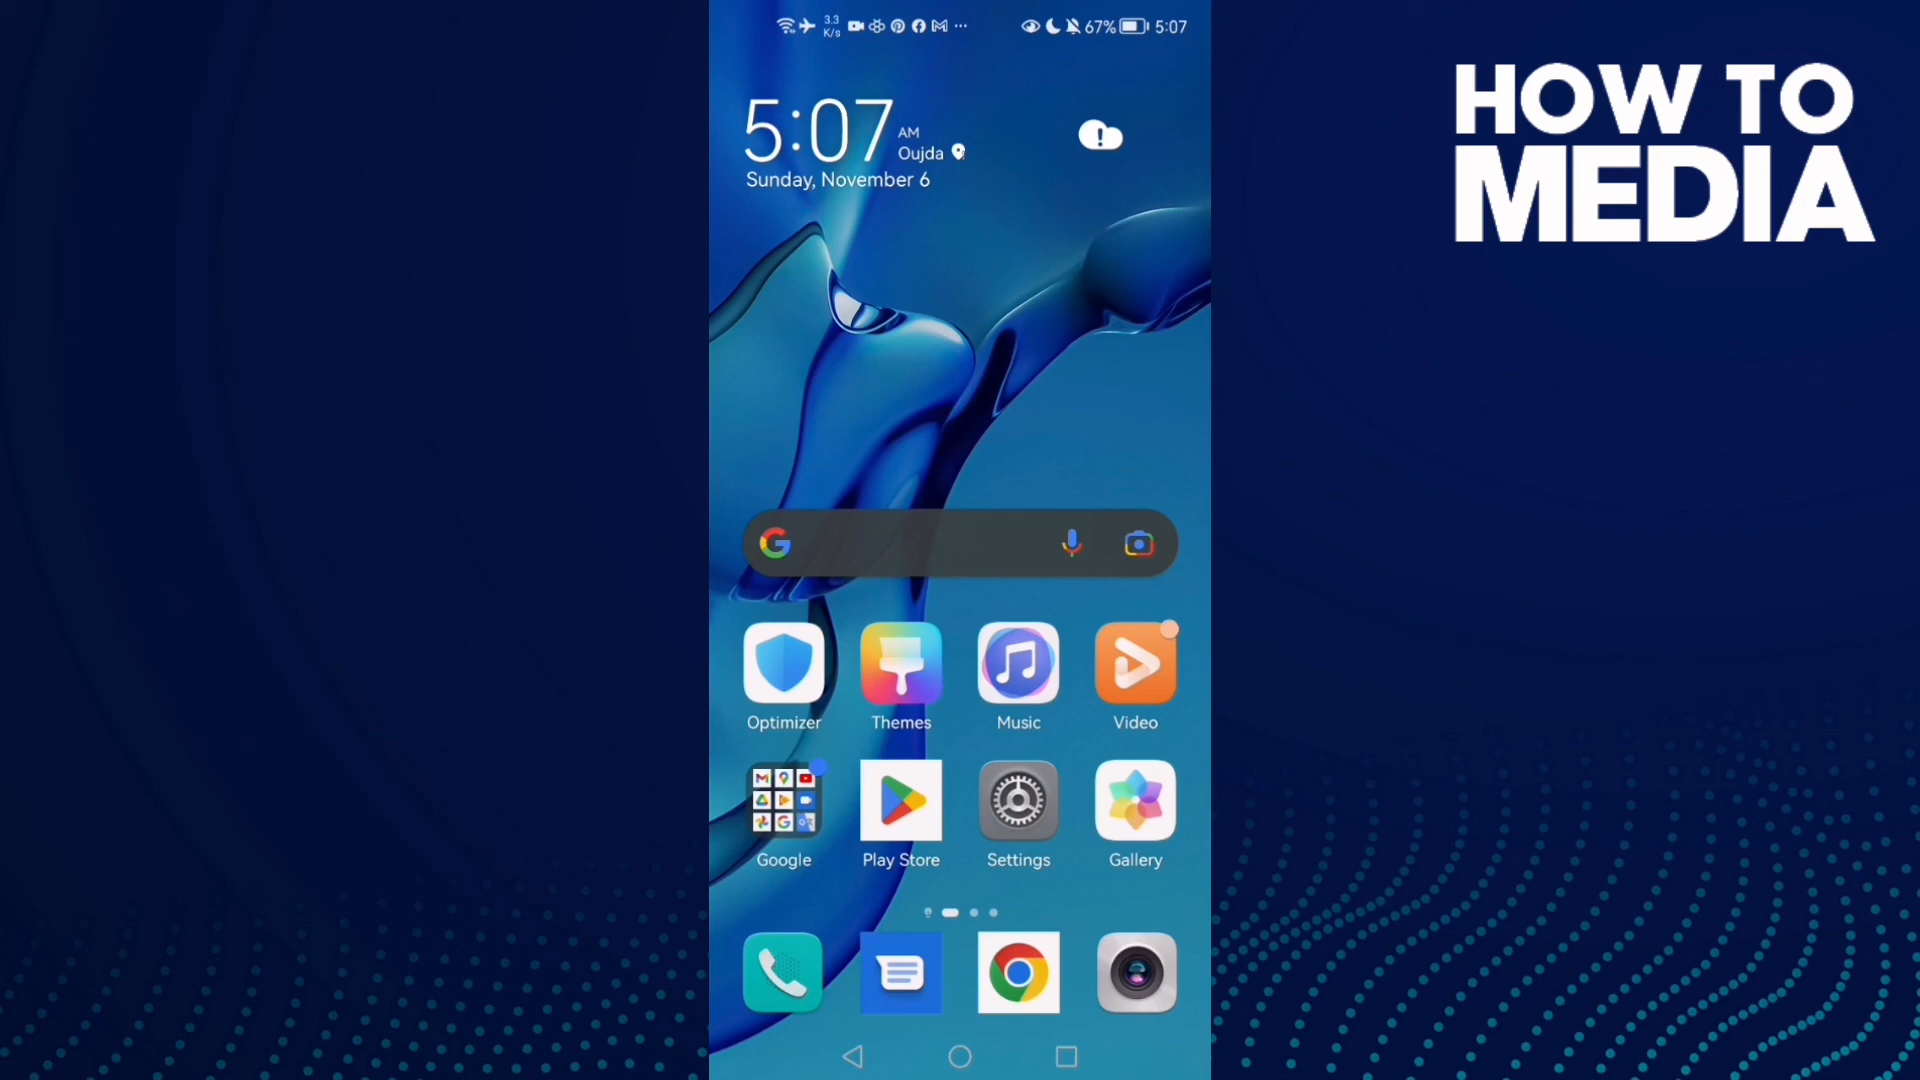 3.3
K/s
67%
5:07
HOW TO
MEDIA
5:07
AM
Oujda
Sunday, November 6
Optimizer
Themes
Music
Video
Google
Play Store
Settings
Gallery